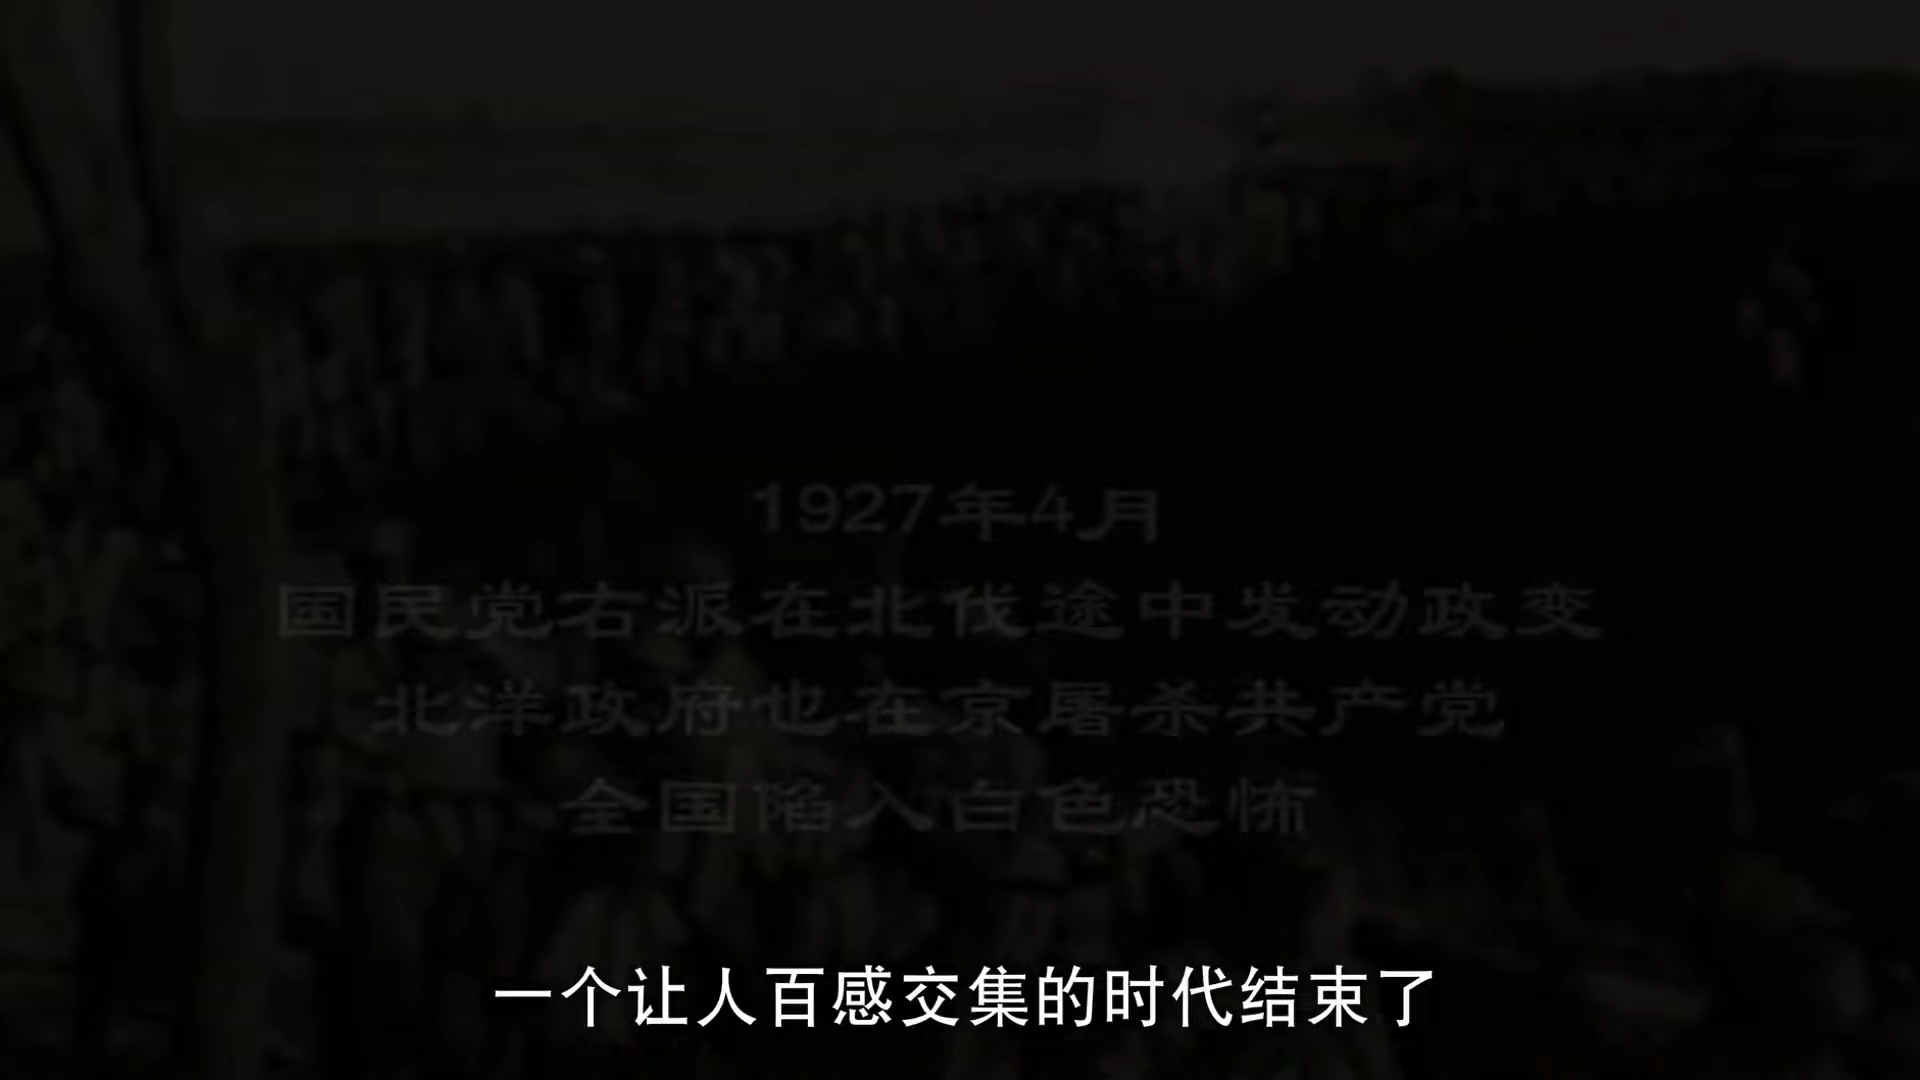 1927年4月
国民党右派在北伐途中发动政变
北洋政府也在京屠杀共产党
全国陷入白色恐怖
一个让人百感交集的时代结束了